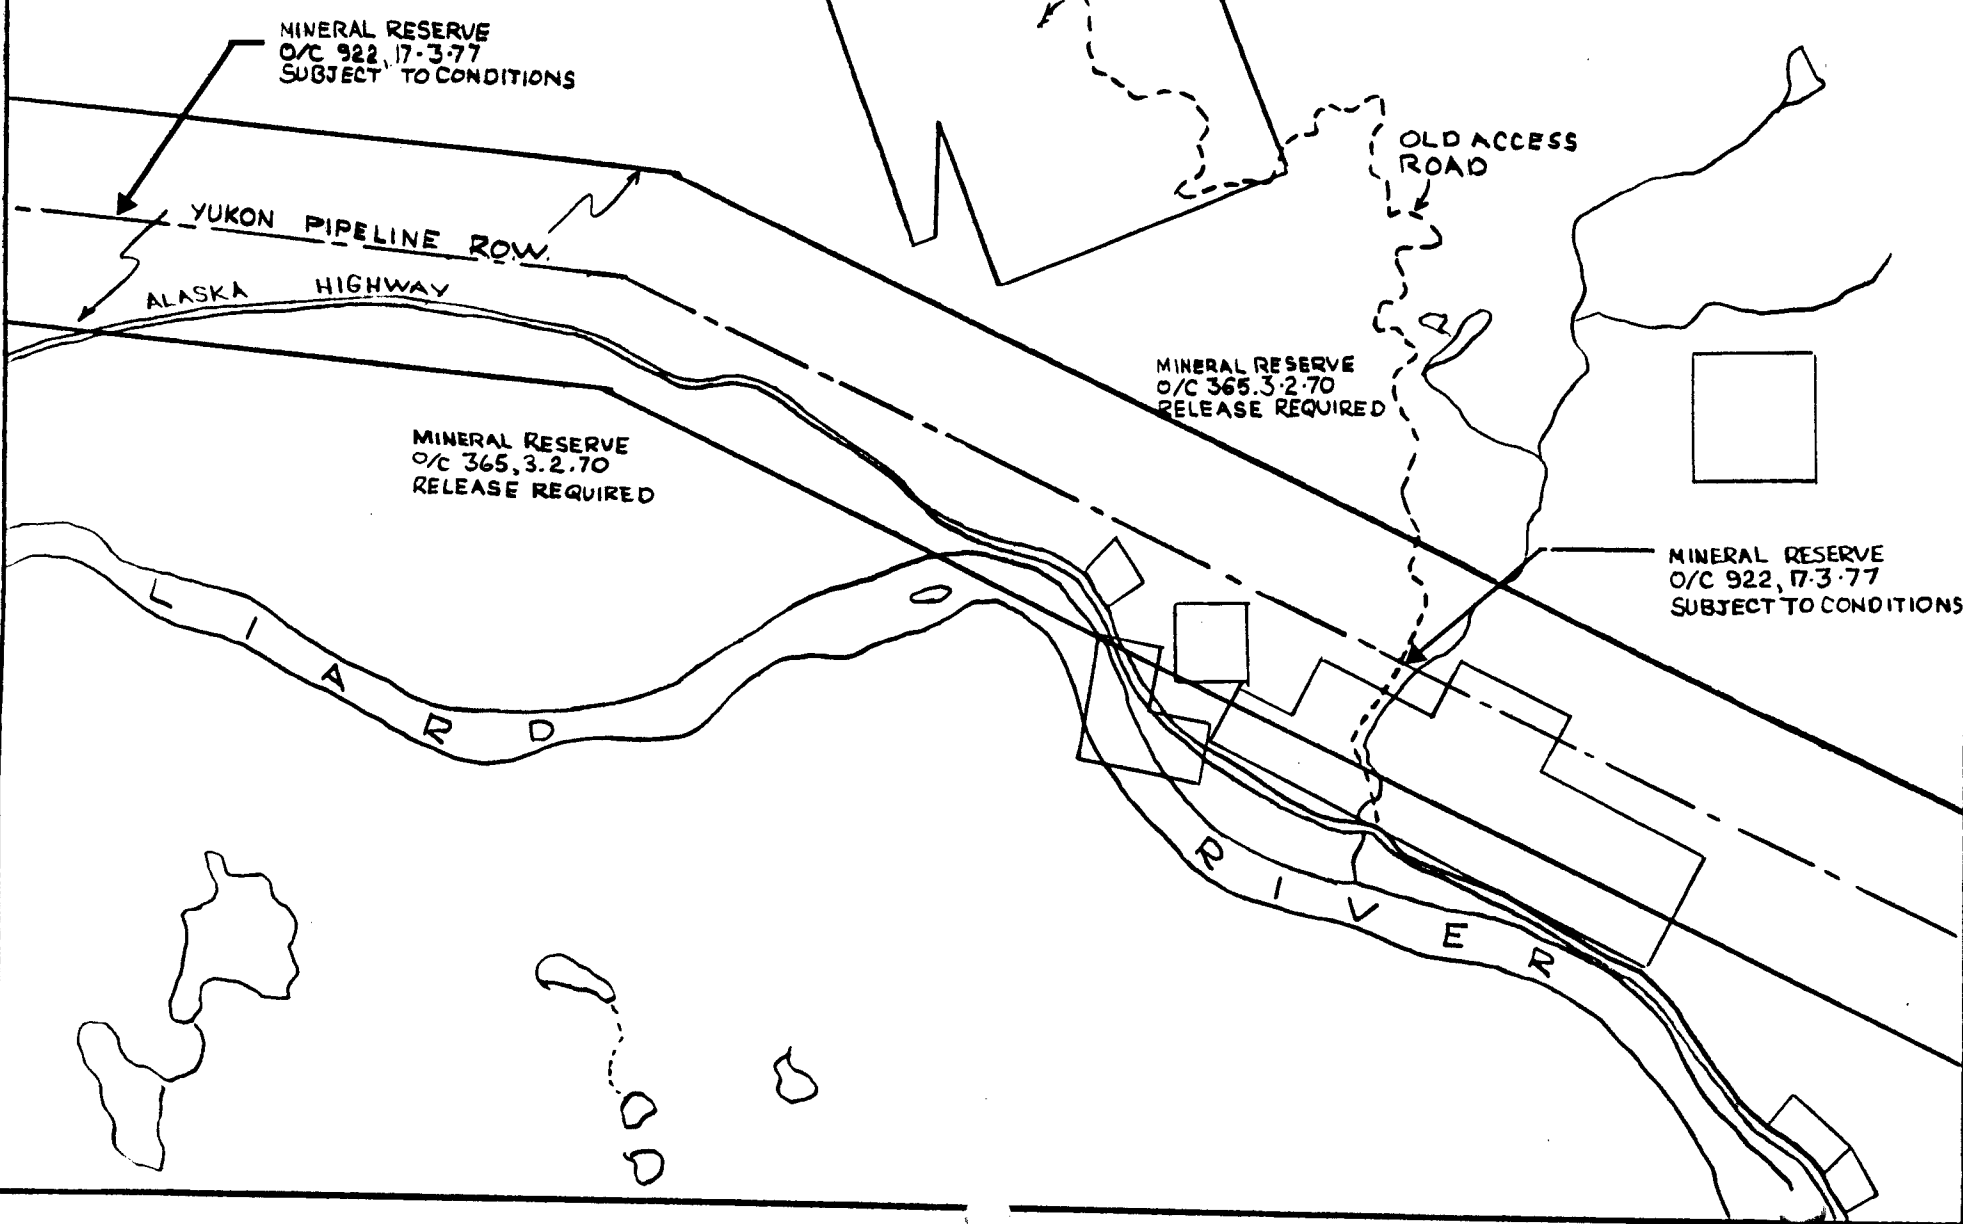 MINERAL RESERVE
O/C 922, 17.3.77
SUBJECT TO CONDITIONS
OLD ACCESS
ROAD
YUKON PIPELINE R.O.W.
ALASKA HIGHWAY
MINERAL RESERVE
O/C 365.3.2.70
RELEASE REQUIRED
MINERAL RESERVE
O/C 365, 3.2.70
RELEASE REQUIRED
MINERAL RESERVE
O/C 922, 17.3.77
SUBJECT TO CONDITIONS
LIARD RIVER